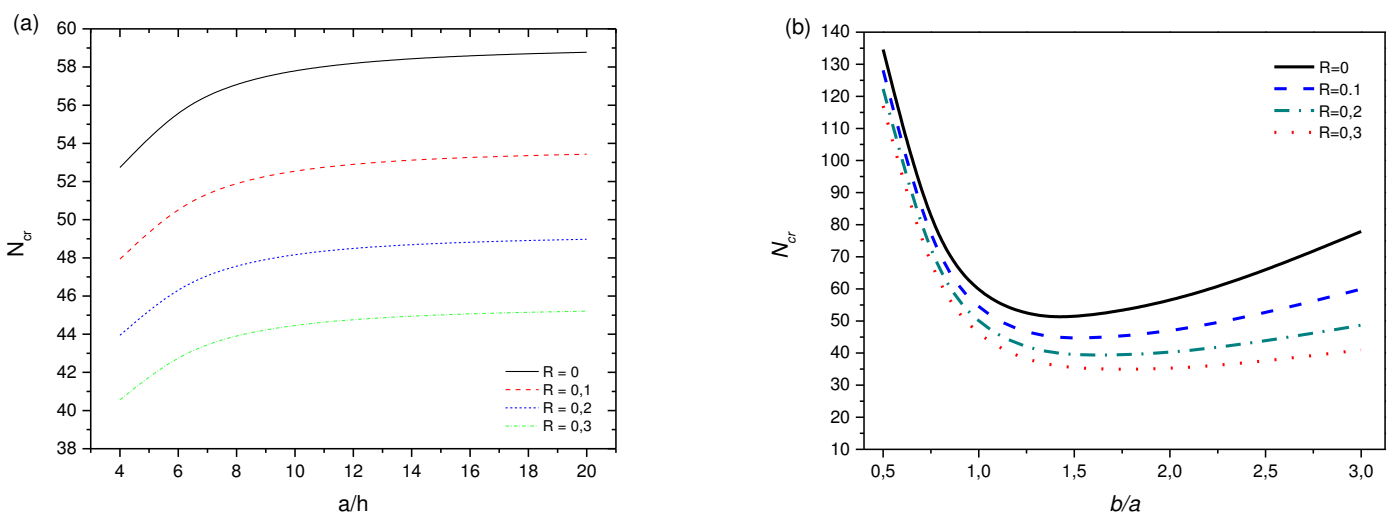 (a)
60
58
56
54
52
50
48
46
44
42
40
38
N_cr
4 6 8 10 12 14 16 18 20
a/h
R = 0
R = 0,1
R = 0,2
R = 0,3
(b)
140
130
120
110
100
90
80
70
60
50
40
30
20
10
N_cr
0,5 1,0 1,5 2,0 2,5 3,0
b/a
R=0
R=0.1
R=0,2
R=0,3